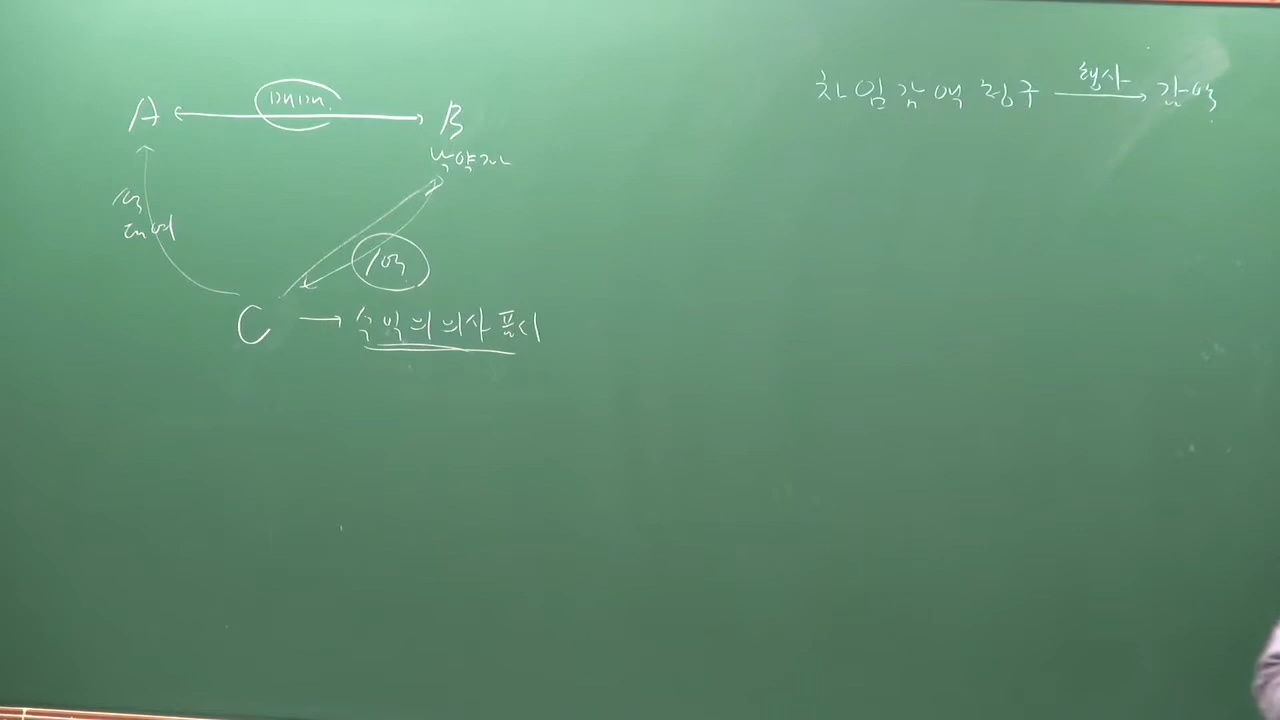 차임감액청구 행사→ 감액
A ↔ 매매 B
낙약자
1억
대여
1억
C → 수익의 의사표시